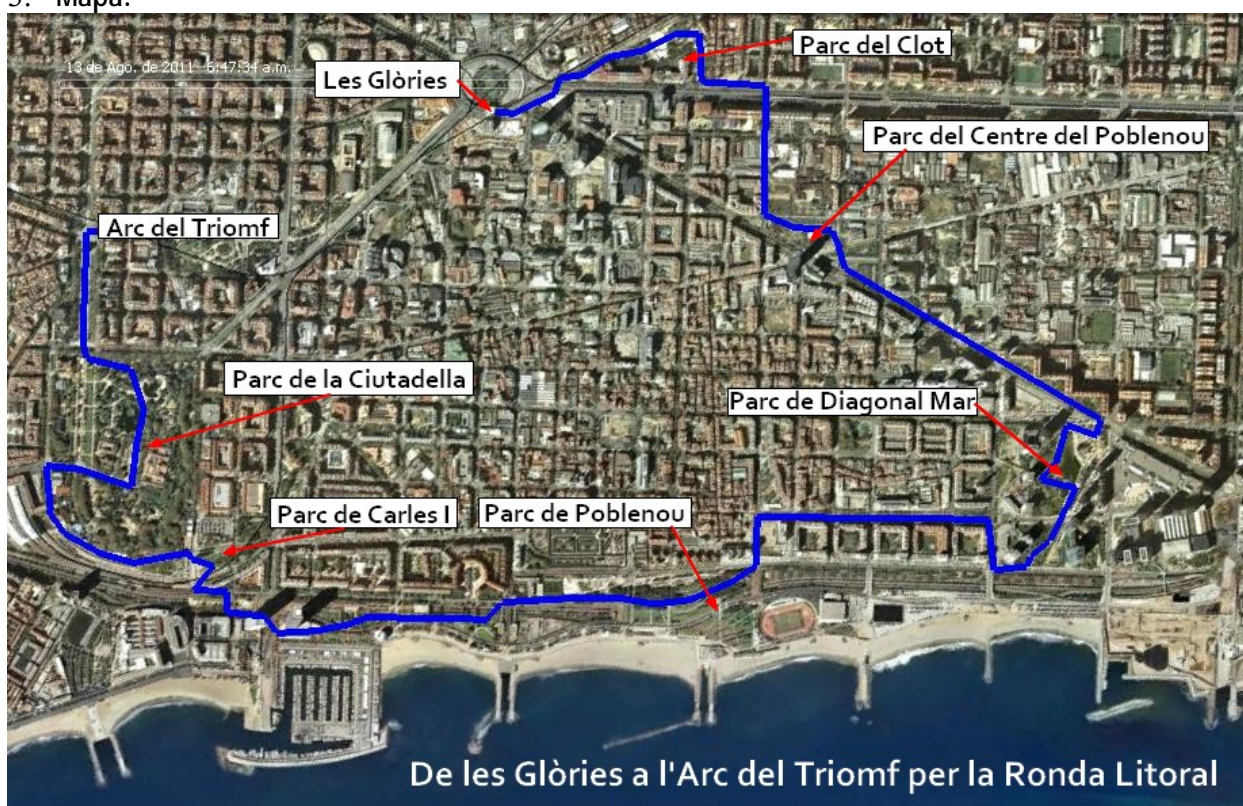 3. Mapa:
Parc del Clot
13 de Ago. de 2011 6:47:34 a.m.
Les Glòries
Parc del Centre del Poblenou
Arc del Triomf
Parc de la Ciutadella
Parc de Diagonal Mar
Parc de Carles I
Parc de Poblenou
De les Glòries a l'Arc del Triomf per la Ronda Litoral